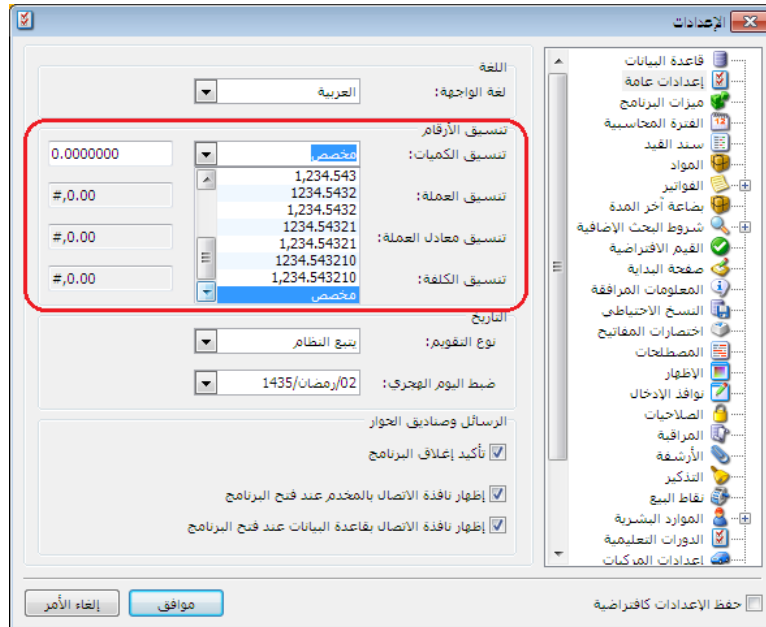 الإعدادات
قاعدة البيانات
إعدادات عامة
ميزات البرنامج
الفترة المحاسبية
سند القيد
المواد
الفواتير
بضاعة آخر المدة
شروط البحث الإضافية
القيم الافتراضية
صفحة البداية
المعلومات المرافقة
النسخ الاحتياطي
اختصارات المفاتيح
المصطلحات
الإظهار
نوافذ الإدخال
الصلاحيات
المراقبة
الأرشفة
التذكير
نقاط البيع
الموارد البشرية
الدورات التعليمية
إعدادات المركبات
اللغة
لغة الواجهة: العربية
تنسيق الأرقام
تنسيق الكميات: مخصص 0.0000000
1,234.543
تنسيق العملة: 1234.5432 #,0.00
1,234.5432
1234.54321
تنسيق معادل العملة: 1,234.54321 #,0.00
1234.543210
تنسيق الكلفة: 1,234.543210 #,0.00
مخصص
التاريخ
نوع التقويم: يتبع النظام
ضبط اليوم الهجري: 02/رمضان/1435
الرسائل وصناديق الحوار
تأكيد إغلاق البرنامج
إظهار نافذة الاتصال بالمخدم عند فتح البرنامج
إظهار نافذة الاتصال بقاعدة البيانات عند فتح البرنامج
حفظ الإعدادات كافتراضية
موافق إلغاء الأمر